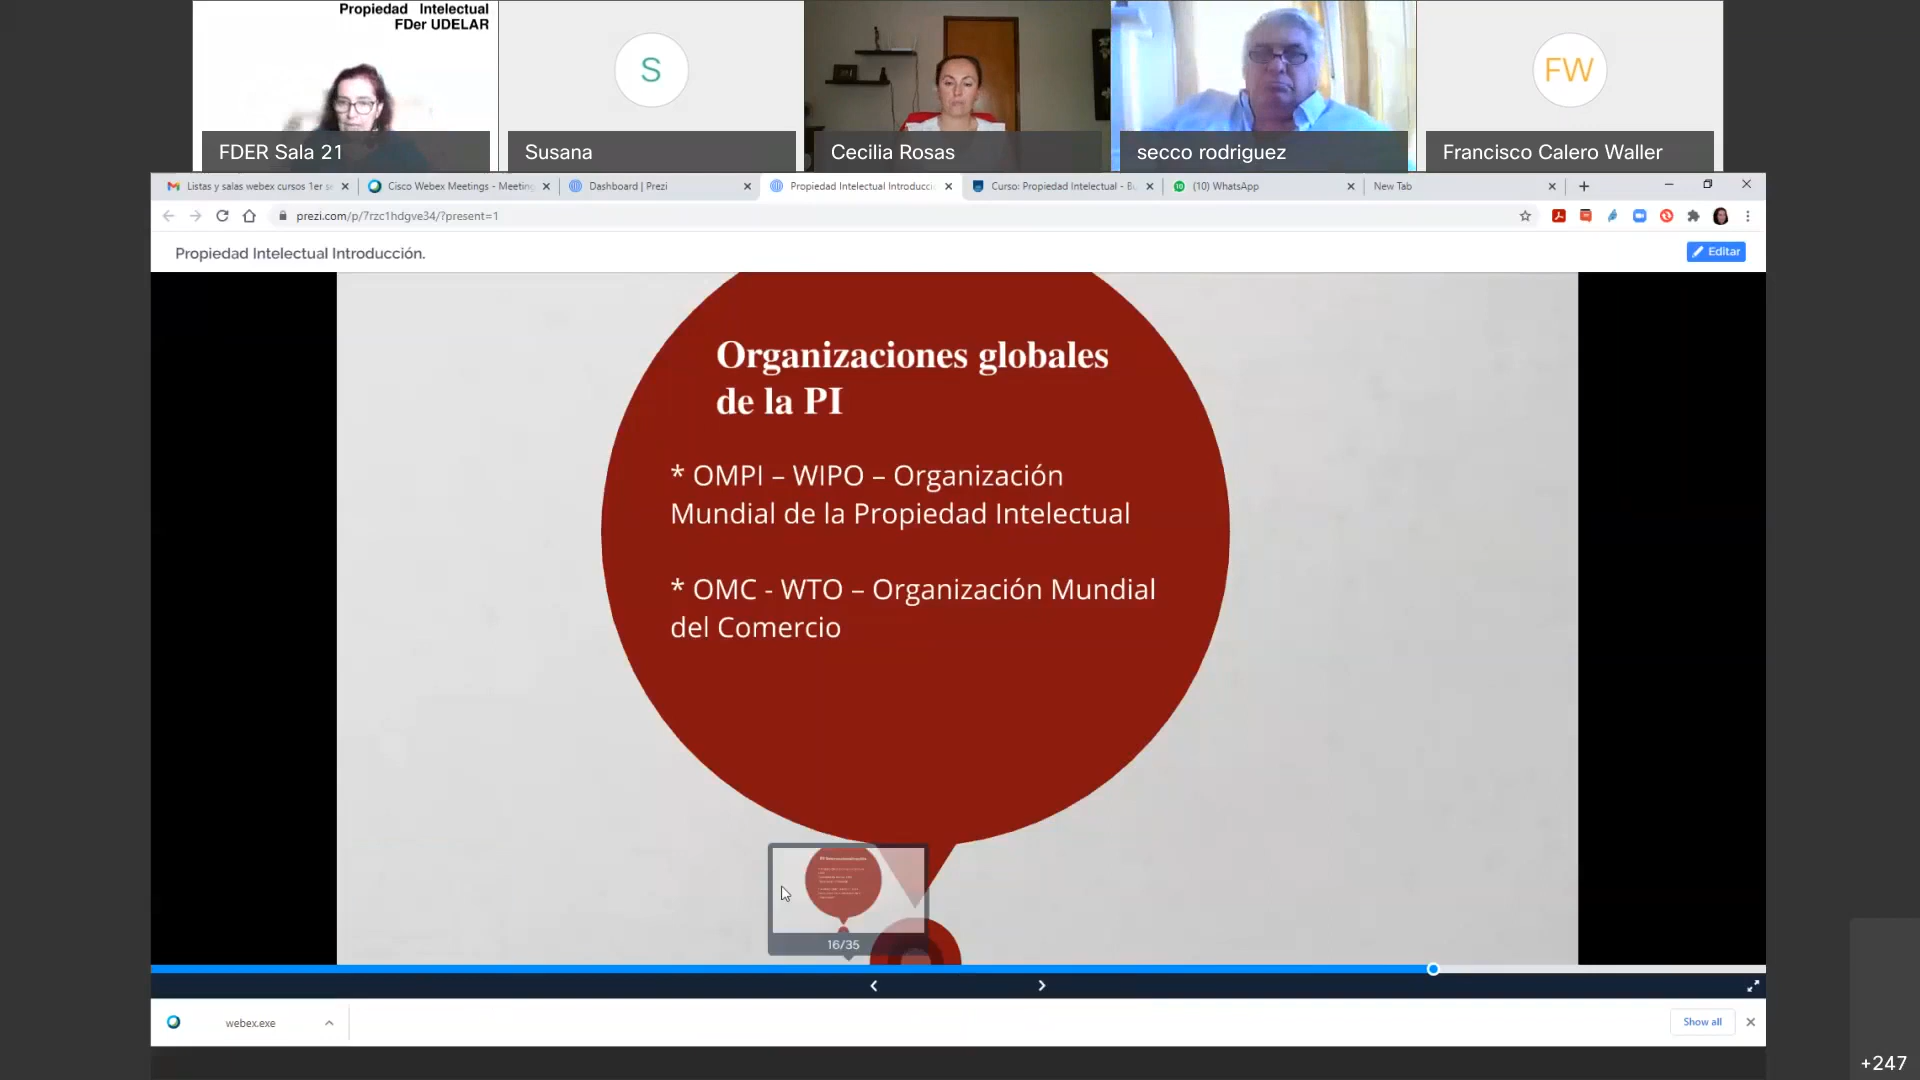 Propiedad Intelectual
FDer UDELAR
S
FW
FDER Sala 21
Susana
Cecilia Rosas
secco rodriguez
Francisco Calero Waller
Listas y salas webex cursos 1er se
Cisco Webex Meetings - Meeting
Dashboard | Prezi
Propiedad Intelectual Introducci
Curso: Propiedad Intelectual - B
(10) WhatsApp
New Tab
prezi.com/p/7rzc1hdgve34/?present=1
Propiedad Intelectual Introducción.
Editar
Organizaciones globales
de la PI
* OMPI – WIPO – Organización
Mundial de la Propiedad Intelectual
* OMC - WTO – Organización Mundial
del Comercio
16/35
webex.exe
Show all
+247